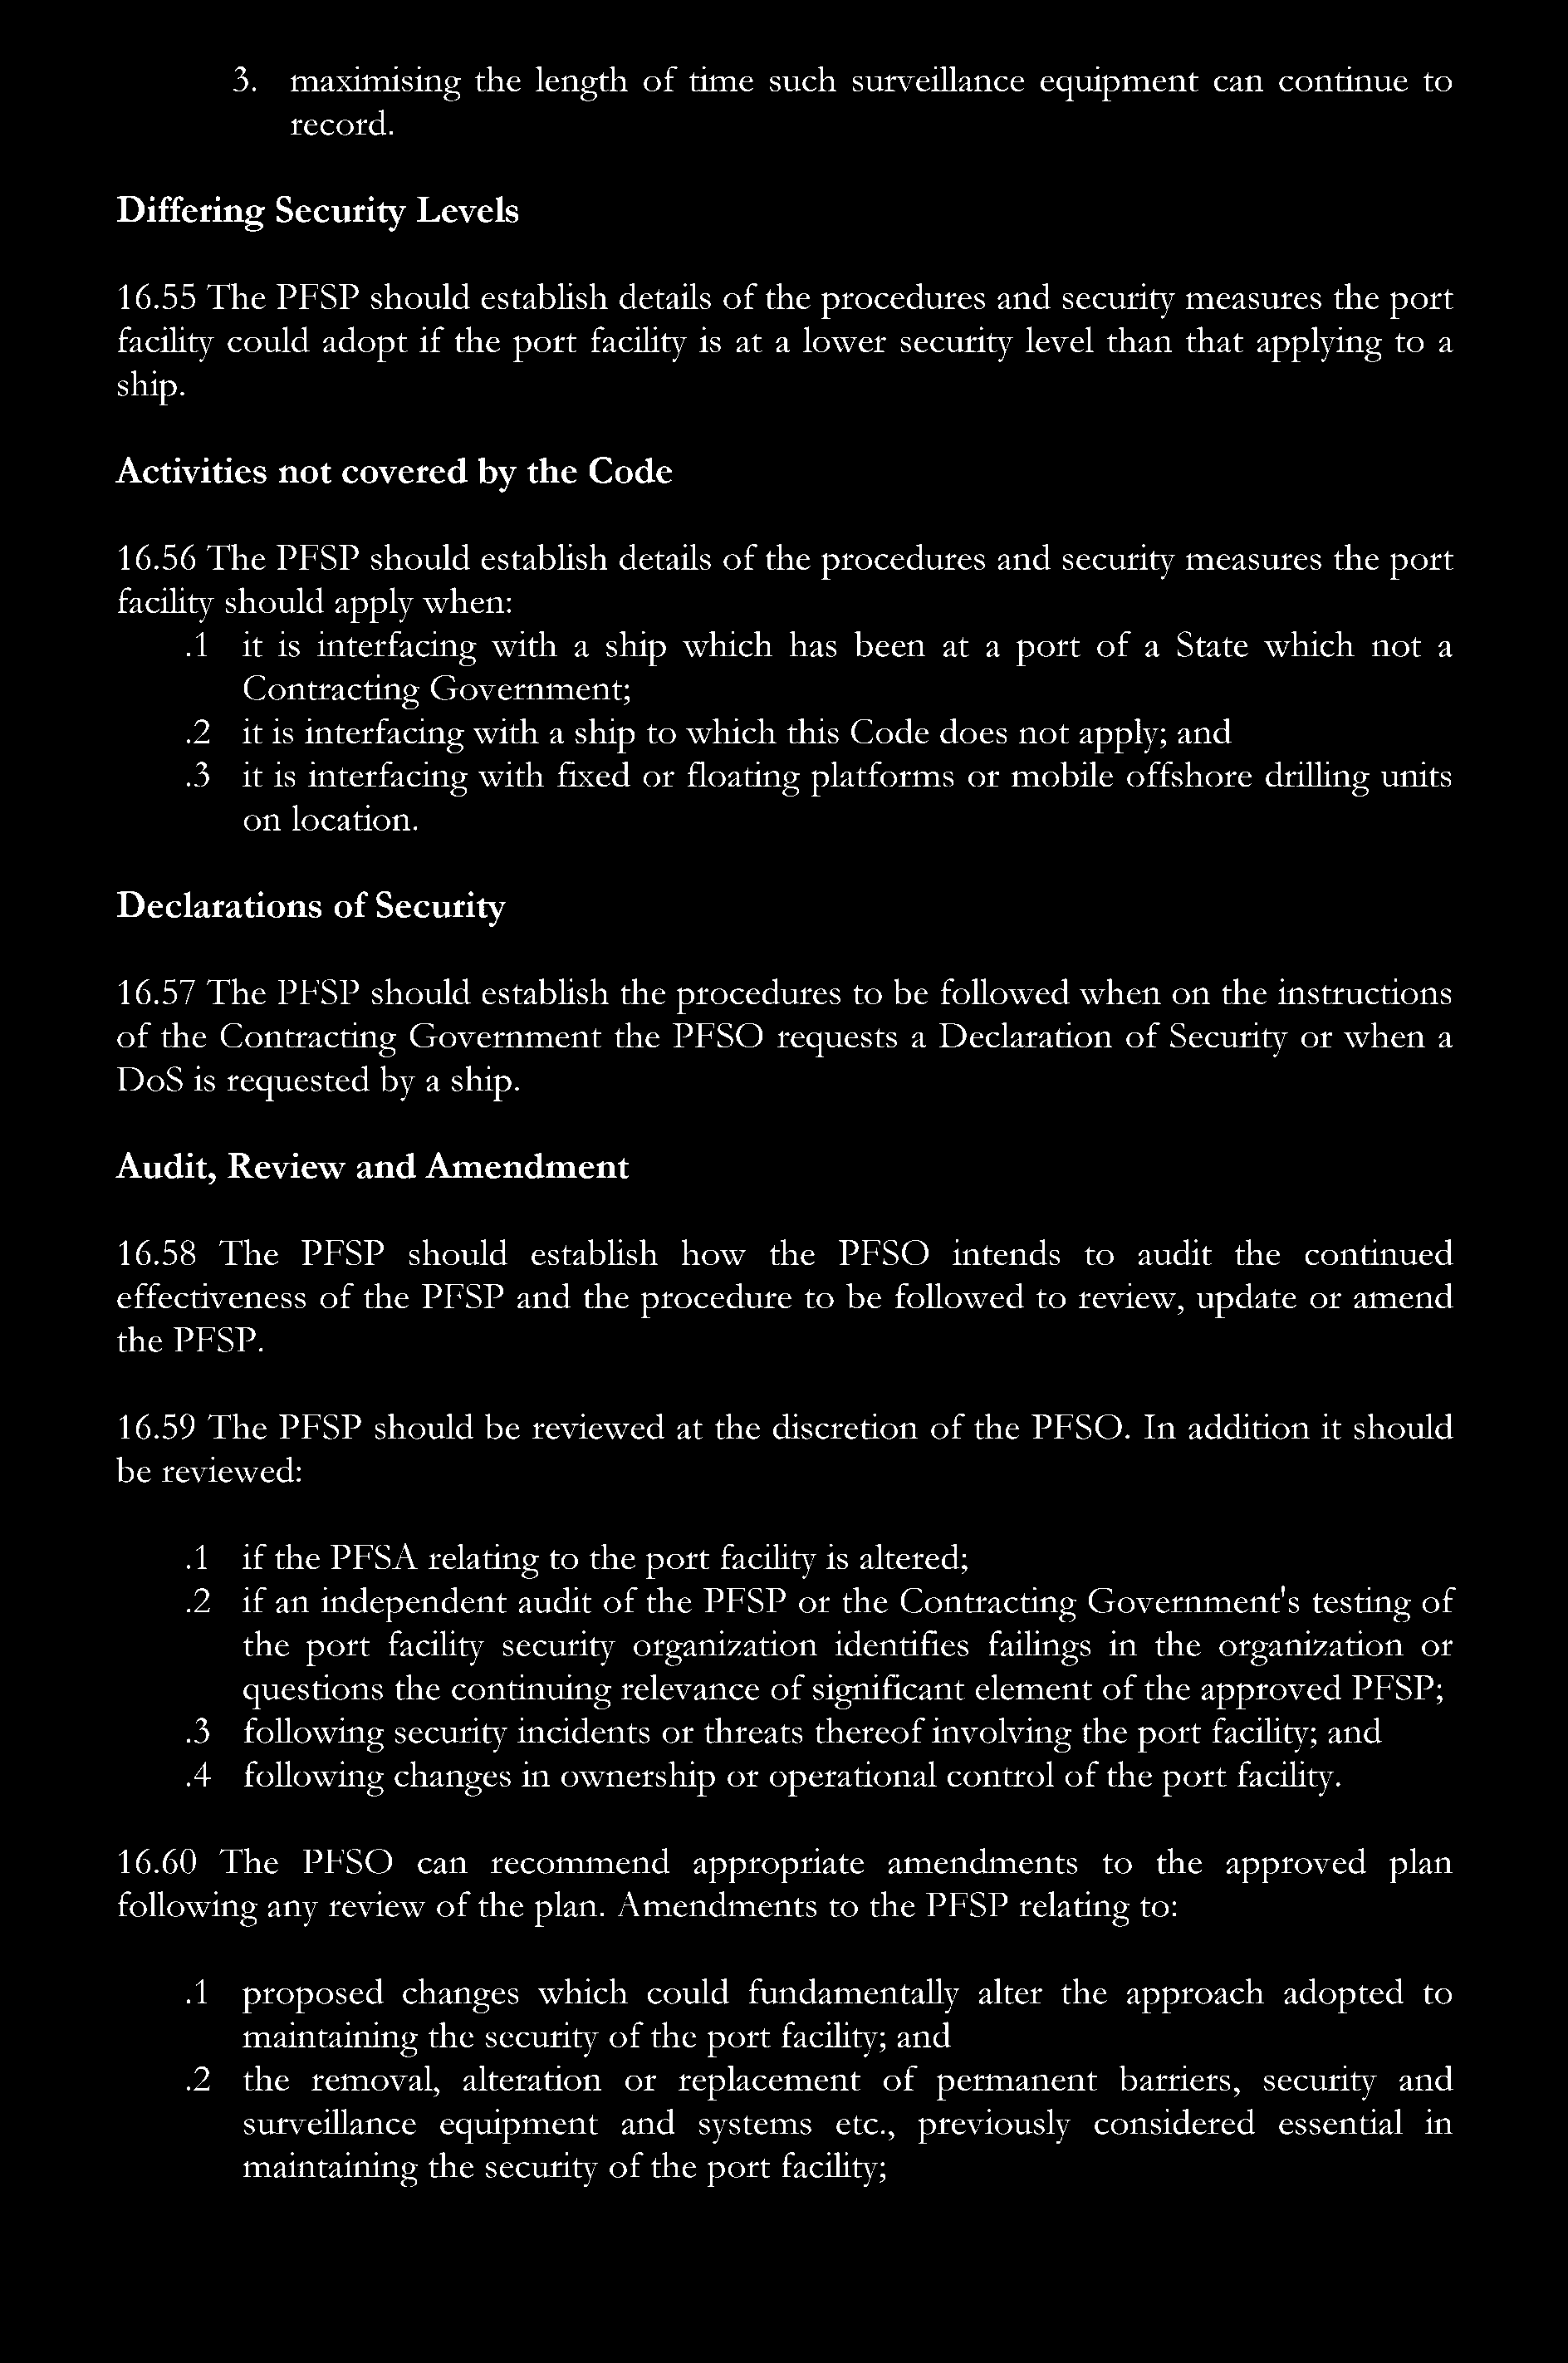 3. maximising the length of time such surveillance equipment can continue to
record.
Differing Security Levels
16.55 The PFSP should establish details of the procedures and security measures the port
facility could adopt if the port facility is at a lower security level than that applying to a
ship.
Activities not covered by the Code
16.56 The PFSP should establish details of the procedures and security measures the port
facility should apply when:
.1 it is interfacing with a ship which has been at a port of a State which not a
Contracting Government;
.2 it is interfacing with a ship to which this Code does not apply; and
.3 it is interfacing with fixed or floating platforms or mobile offshore drilling units
on location.
Declarations of Security
16.57 The PFSP should establish the procedures to be followed when on the instructions
of the Contracting Government the PFSO requests a Declaration of Security or when a
DoS is requested by a ship.
Audit, Review and Amendment
16.58 The PFSP should establish how the PFSO intends to audit the continued
effectiveness of the PFSP and the procedure to be followed to review, update or amend
the PFSP.
16.59 The PFSP should be reviewed at the discretion of the PFSO. In addition it should
be reviewed:
.1 if the PFSA relating to the port facility is altered;
.2 if an independent audit of the PFSP or the Contracting Government's testing of
the port facility security organization identifies failings in the organization or
questions the continuing relevance of significant element of the approved PFSP;
.3 following security incidents or threats thereof involving the port facility; and
.4 following changes in ownership or operational control of the port facility.
16.60 The PFSO can recommend appropriate amendments to the approved plan
following any review of the plan. Amendments to the PFSP relating to:
.1 proposed changes which could fundamentally alter the approach adopted to
maintaining the security of the port facility; and
.2 the removal, alteration or replacement of permanent barriers, security and
surveillance equipment and systems etc., previously considered essential in
maintaining the security of the port facility;